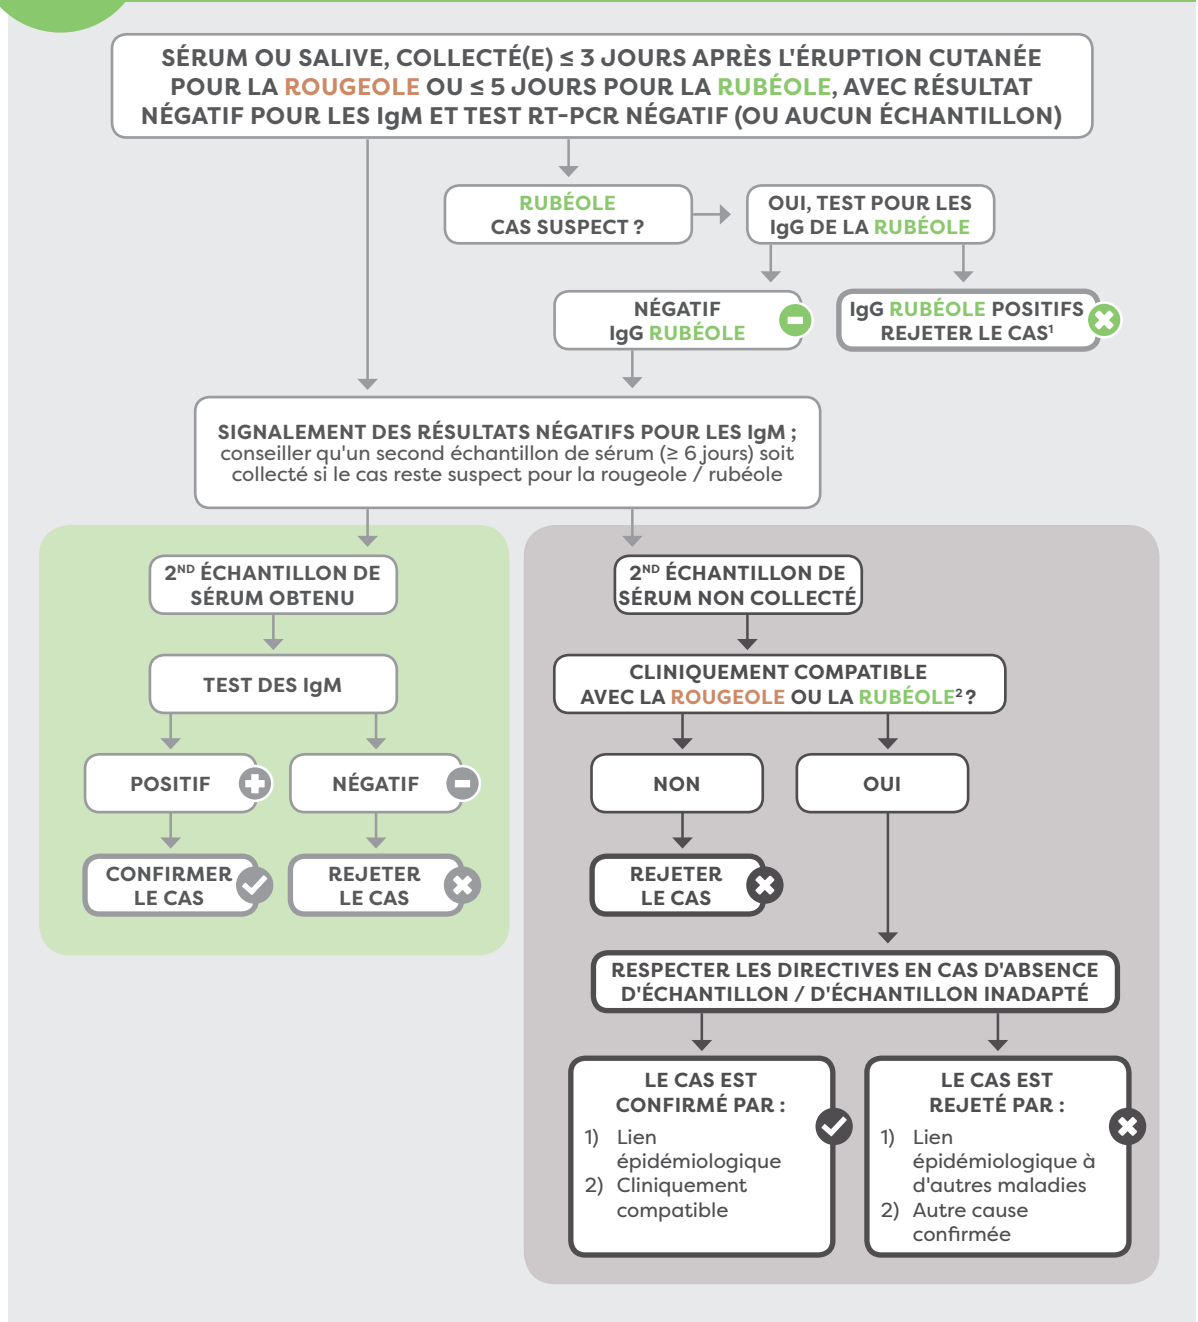 SÉRUM OU SALIVE, COLLECTÉ(E) ≤ 3 JOURS APRÈS L'ÉRUPTION CUTANÉE
POUR LA ROUGEOLE OU ≤ 5 JOURS POUR LA RUBÉOLE, AVEC RÉSULTAT
NÉGATIF POUR LES IgM ET TEST RT-PCR NÉGATIF (OU AUCUN ÉCHANTILLON)
RUBÉOLE
CAS SUSPECT ?
OUI, TEST POUR LES
IgG DE LA RUBÉOLE
NÉGATIF
IgG RUBÉOLE
IgG RUBÉOLE POSITIFS
REJETER LE CAS¹
SIGNALEMENT DES RÉSULTATS NÉGATIFS POUR LES IgM ;
conseiller qu'un second échantillon de sérum (≥ 6 jours) soit
collecté si le cas reste suspect pour la rougeole / rubéole
2ND ÉCHANTILLON DE
SÉRUM OBTENU
TEST DES IgM
POSITIF
NÉGATIF
CONFIRMER
LE CAS
REJETER
LE CAS
2ND ÉCHANTILLON DE
SÉRUM NON COLLECTÉ
CLINIQUEMENT COMPATIBLE
AVEC LA ROUGEOLE OU LA RUBÉOLE² ?
NON
OUI
REJETER
LE CAS
RESPECTER LES DIRECTIVES EN CAS D'ABSENCE
D'ÉCHANTILLON / D'ÉCHANTILLON INADAPTÉ
LE CAS EST
CONFIRMÉ PAR :
1) Lien
épidémiologique
2) Cliniquement
compatible
LE CAS EST
REJETÉ PAR :
1) Lien
épidémiologique à
d'autres maladies
2) Autre cause
confirmée